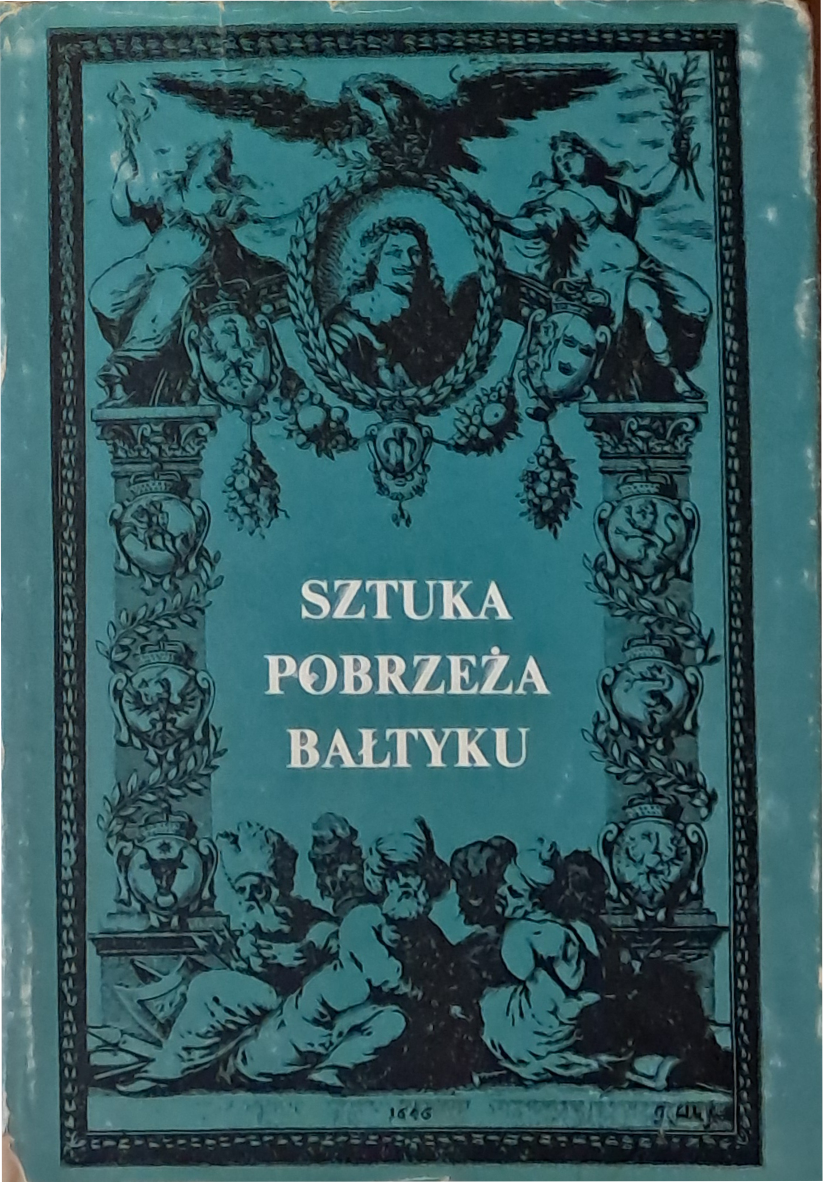 SZTUKA
POBRZEŻA
BAŁTYKU
1646